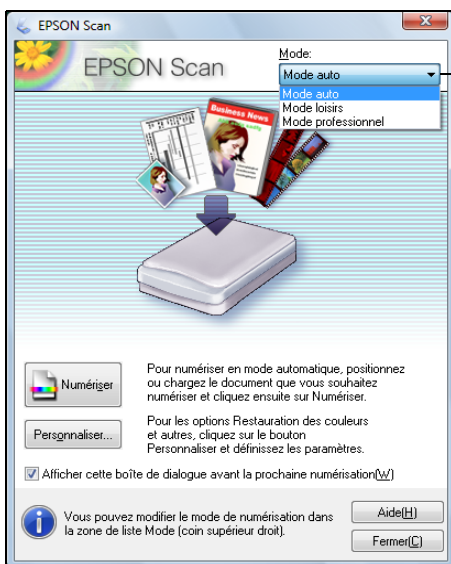 EPSON Scan
EPSON Scan
Mode:
Mode auto
Mode auto
Mode loisirs
Mode professionnel
Business News
Numériser
Pour numériser en mode automatique, positionnez
ou chargez le document que vous souhaitez
numériser et cliquez ensuite sur Numériser.
Personnaliser...
Pour les options Restauration des couleurs
et autres, cliquez sur le bouton
Personnaliser et définissez les paramètres.
Afficher cette boîte de dialogue avant la prochaine numérisation(W)
Vous pouvez modifier le mode de numérisation dans
la zone de liste Mode (coin supérieur droit).
Aide(H)
Fermer(C)